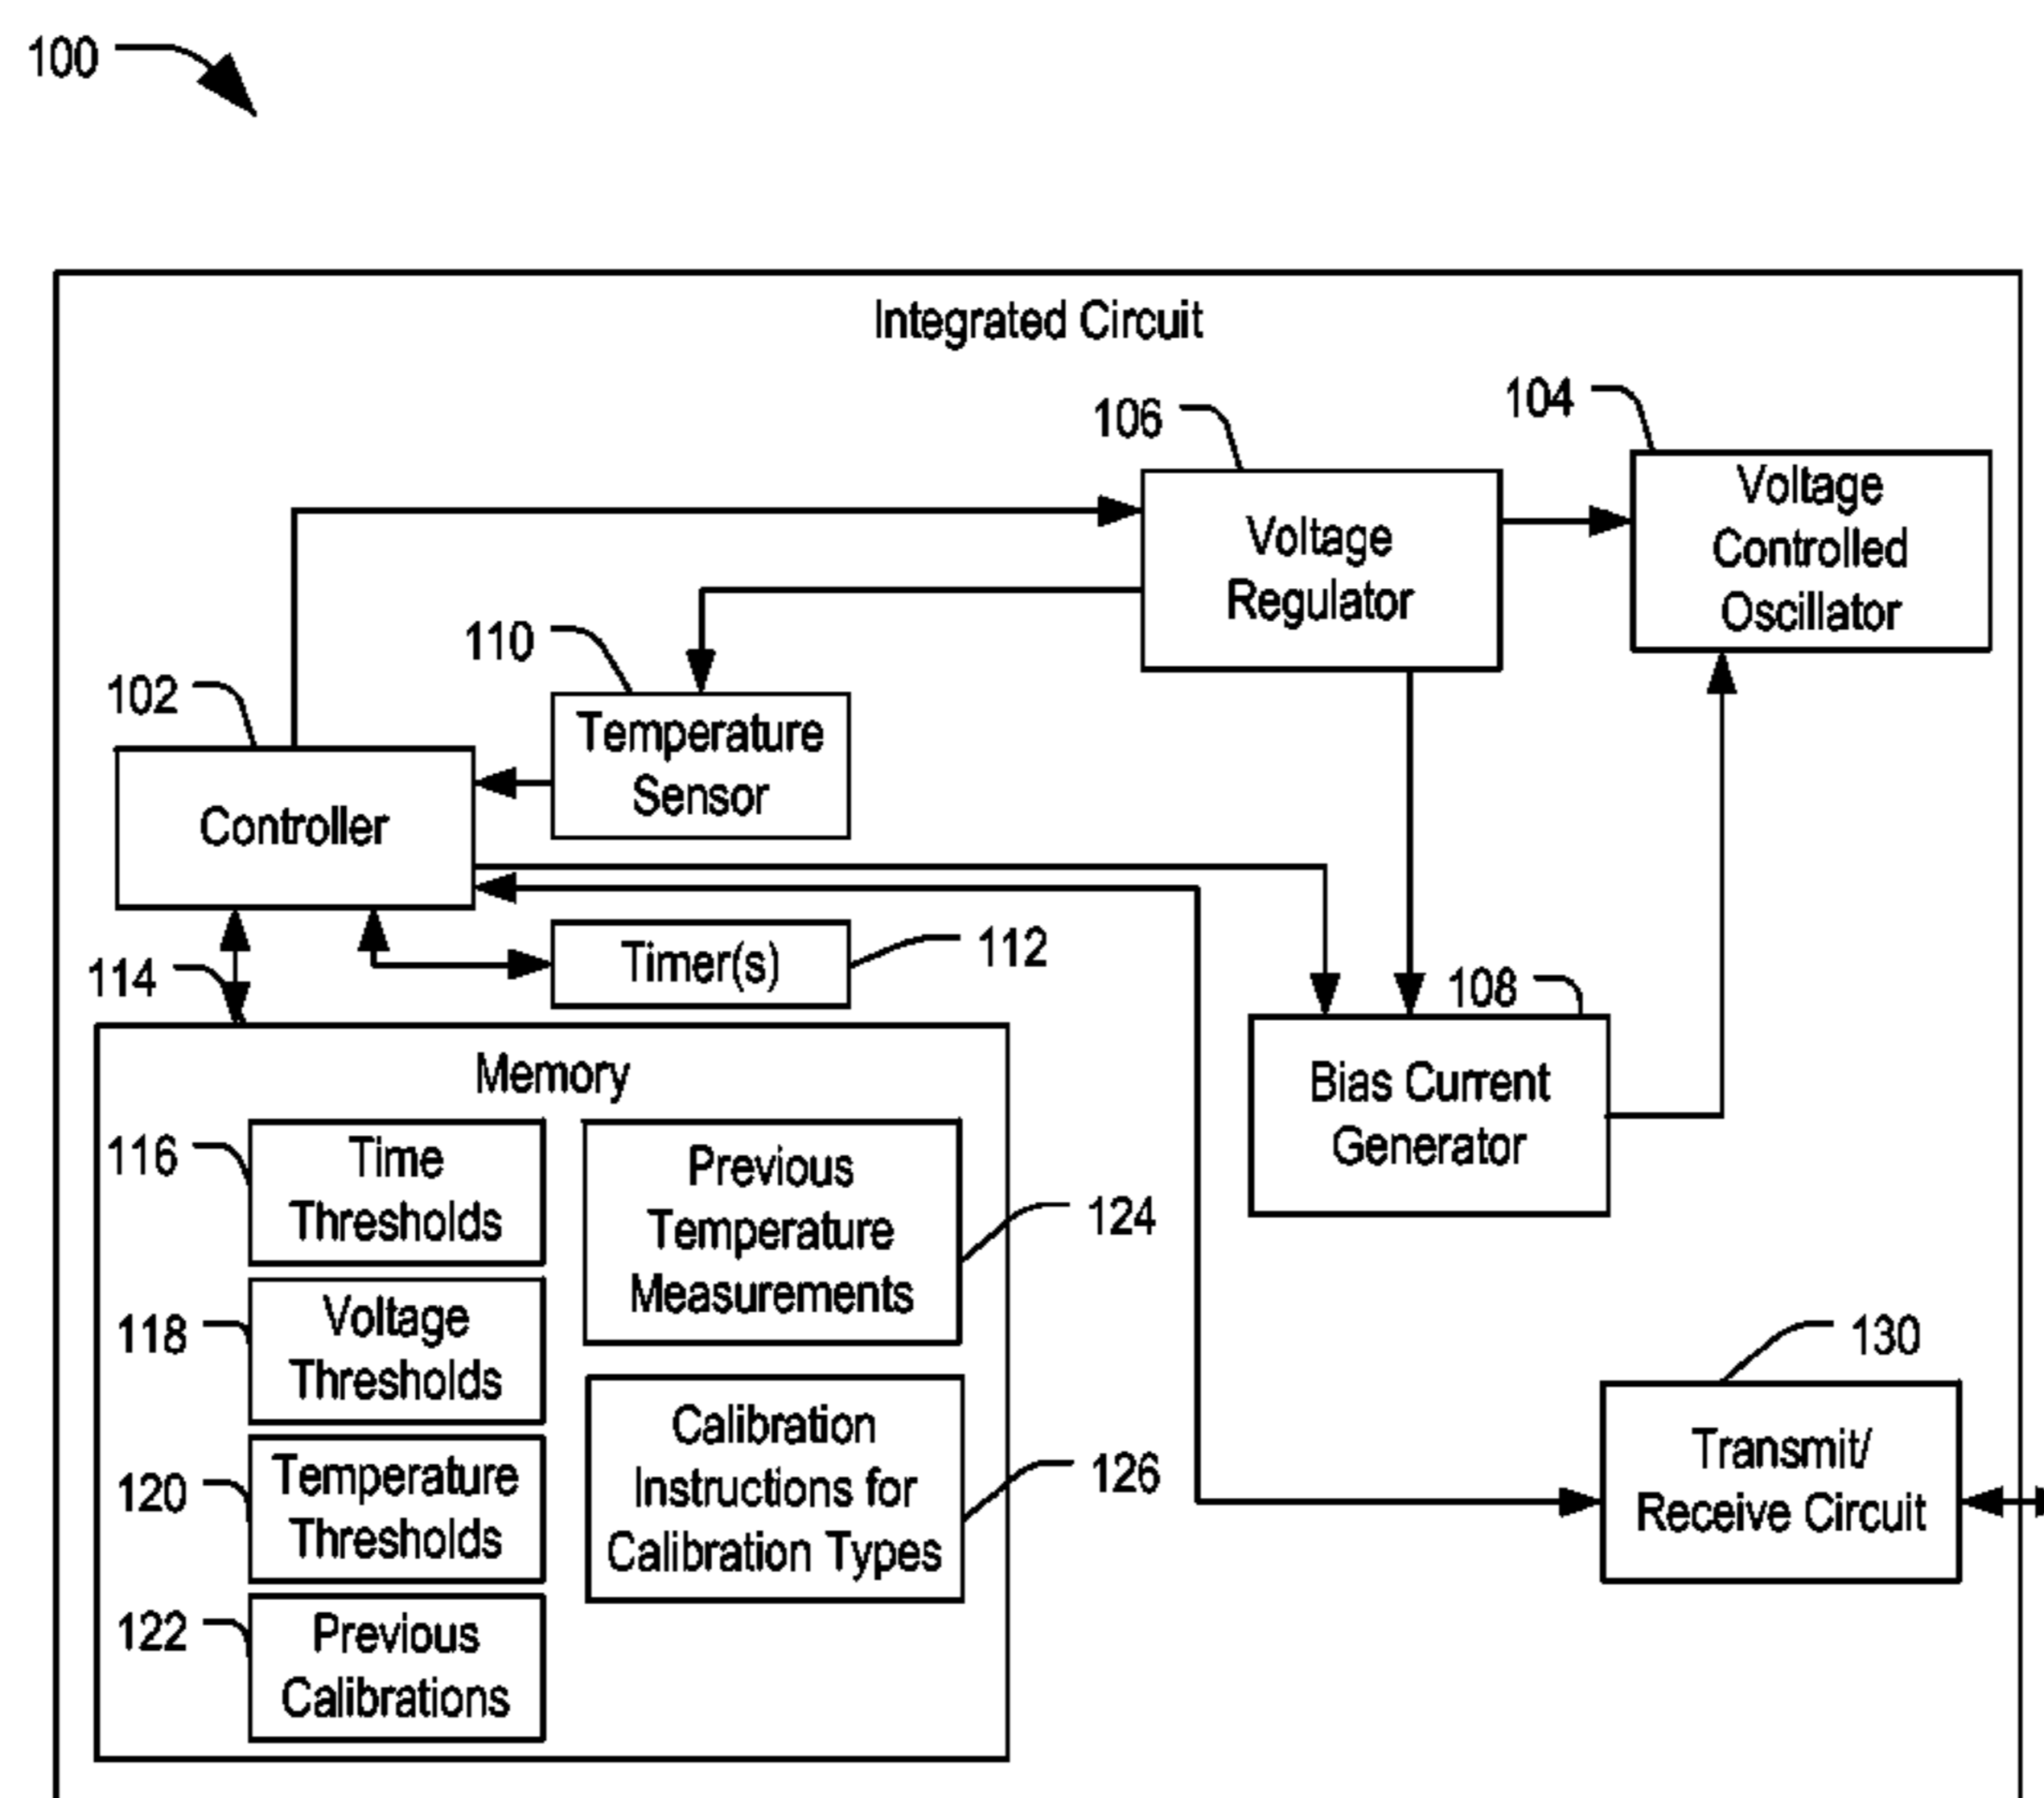 100
Integrated Circuit
106
104
Voltage
Regulator
Voltage
Controlled
Oscillator
110
Temperature
Sensor
102
Controller
Timer(s)
112
114
108
Bias Current
Generator
Memory
116
Time
Thresholds
118
Voltage
Thresholds
120
Temperature
Thresholds
122
Previous
Calibrations
Previous
Temperature
Measurements
124
Calibration
Instructions for
Calibration Types
126
130
Transmit/
Receive Circuit